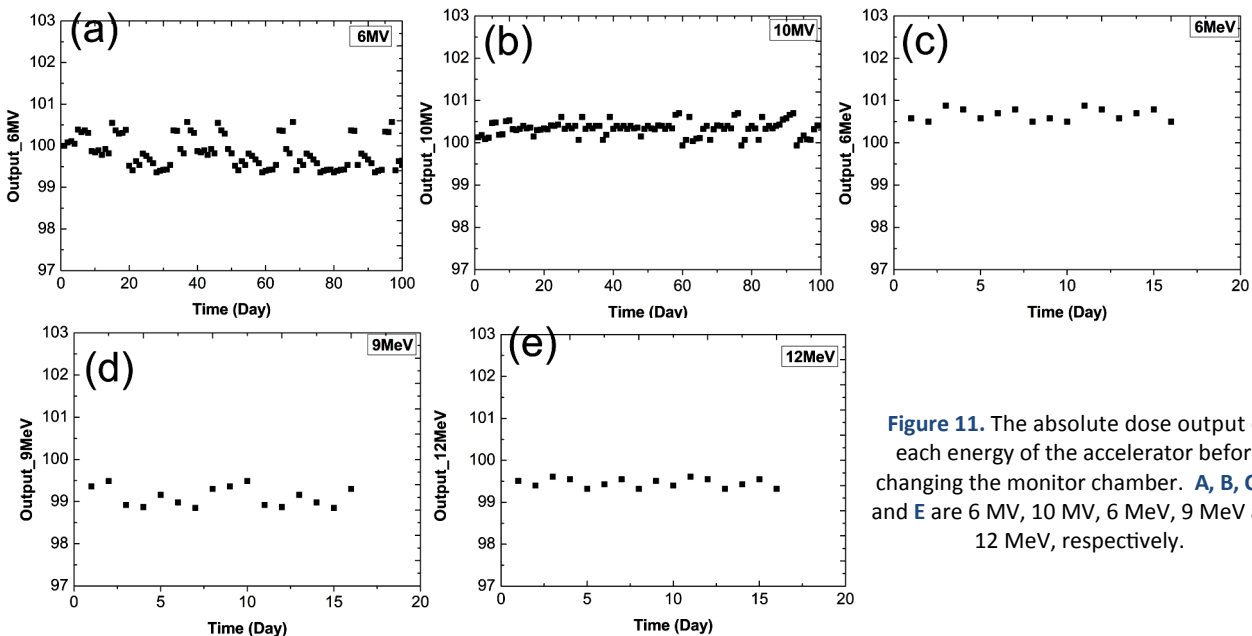 (a)
6MV
Output_6MV
103
102
101
100
99
98
97
0 20 40 60 80 100
Time (Day)
(b)
10MV
Output_10MV
103
102
101
100
99
98
97
0 20 40 60 80 100
Time (Day)
(c)
6MeV
Output_6MeV
103
102
101
100
99
98
97
0 5 10 15 20
Time (Day)
(d)
9MeV
Output_9MeV
103
102
101
100
99
98
97
0 5 10 15 20
Time (Day)
(e)
12MeV
Output_12MeV
103
102
101
100
99
98
97
0 5 10 15 20
Time (Day)
Figure 11. The absolute dose output
each energy of the accelerator befor
changing the monitor chamber. A, B,
and E are 6 MV, 10 MV, 6 MeV, 9 MeV
12 MeV, respectively.